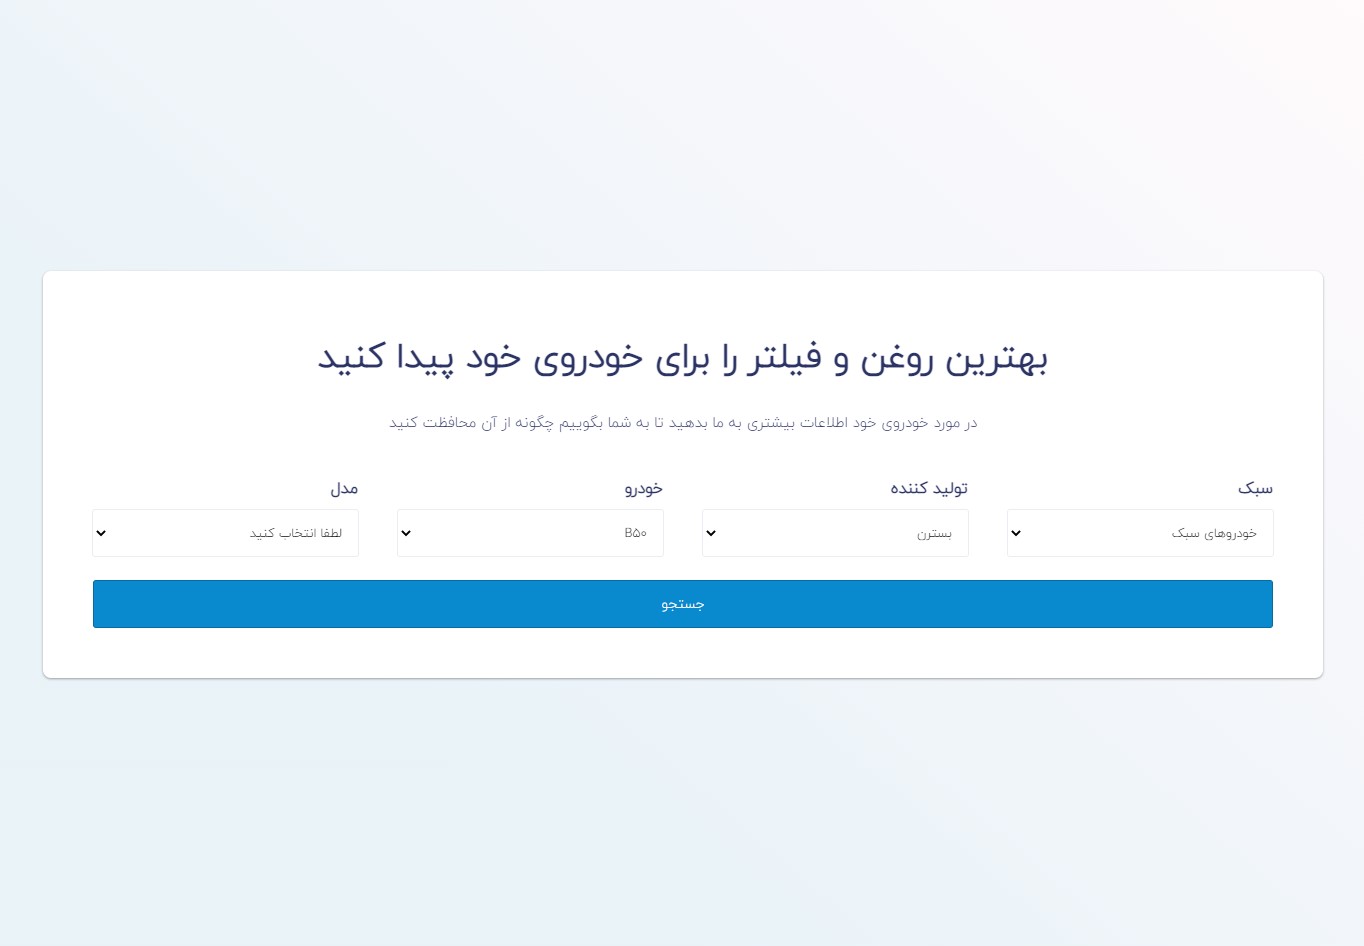 بهترین روغن و فیلتر را برای خودروی خود پیدا کنید
در مورد خودروی خود اطلاعات بیشتری به ما بدهید تا به شما بگوییم چگونه از آن محافظت کنید
سبک
تولید کننده
خودرو
مدل
خودروهای سبک
بسترن
B۵۰
لطفا انتخاب کنید
جستجو